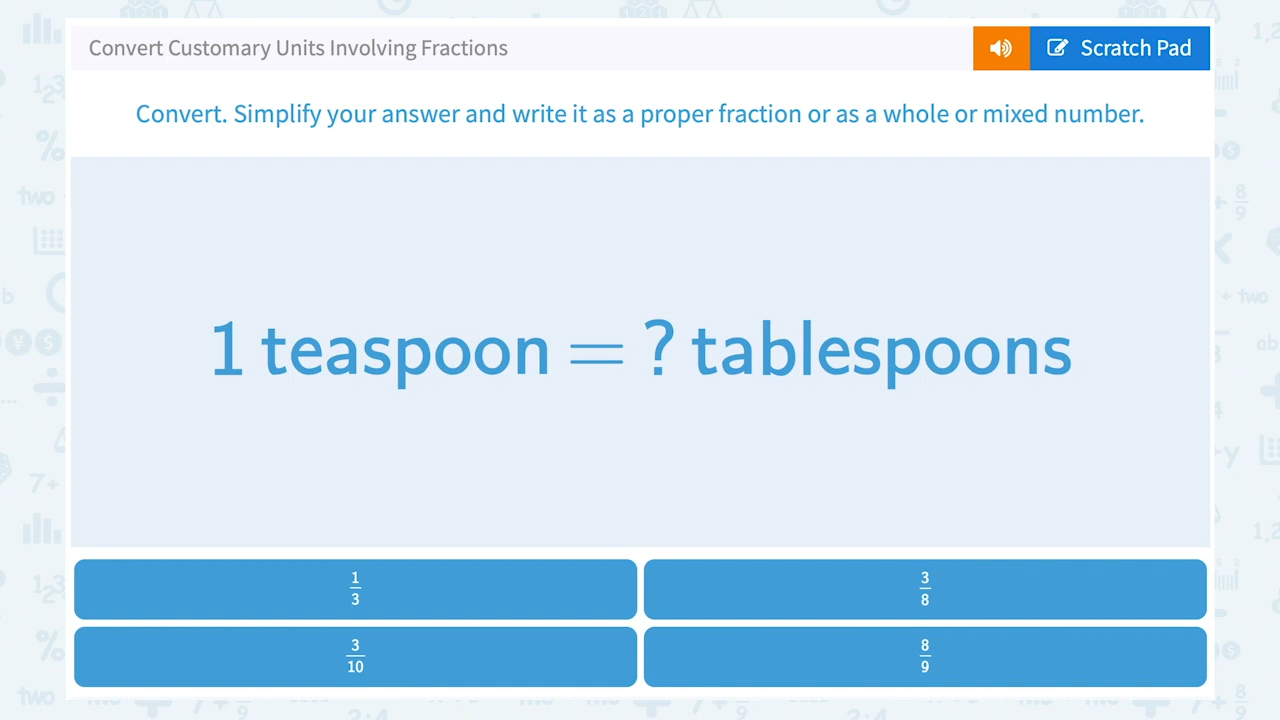 Convert Customary Units Involving Fractions
Scratch Pad
Convert. Simplify your answer and write it as a proper fraction or as a whole or mixed number.
1 teaspoon = ? tablespoons
1/3
3/8
3/10
8/9